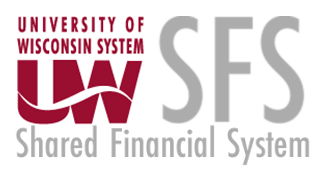 UNIVERSITY OF
WISCONSIN SYSTEM
UW SFS
Shared Financial System